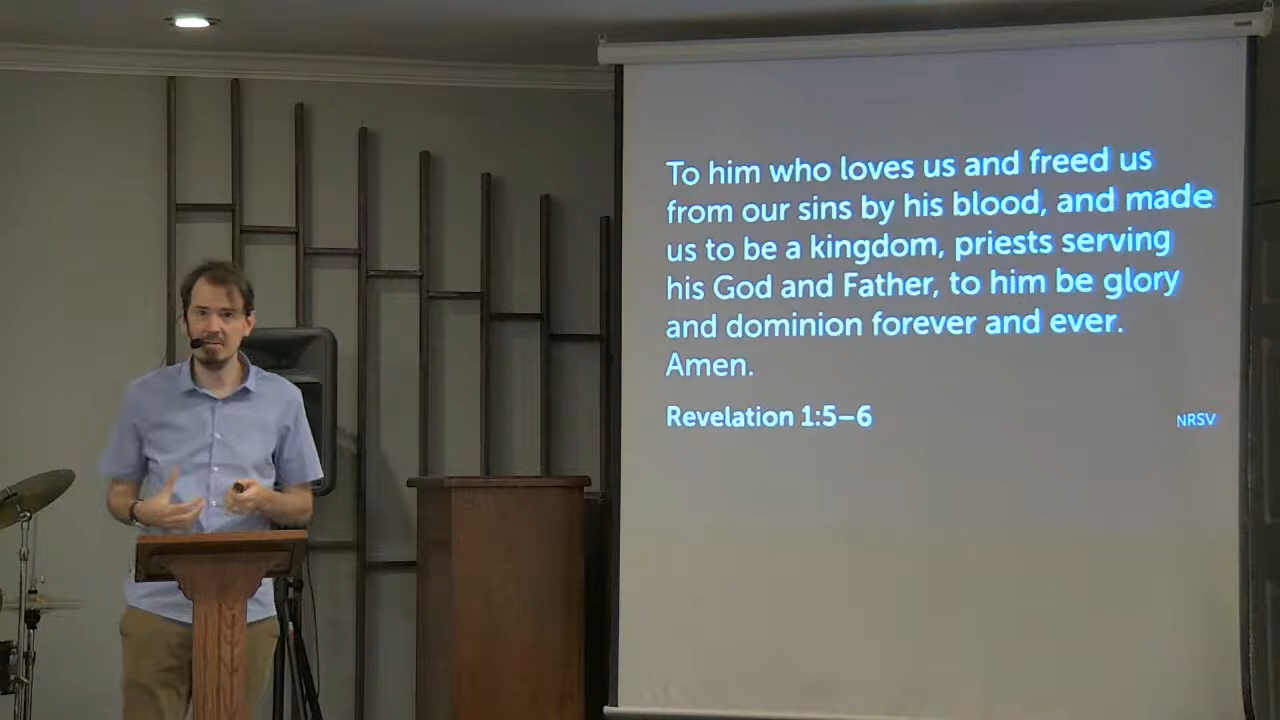 To him who loves us and freed us
from our sins by his blood, and made
us to be a kingdom, priests serving
his God and Father, to him be glory
and dominion forever and ever.
Amen.
Revelation 1:5–6
NRSV